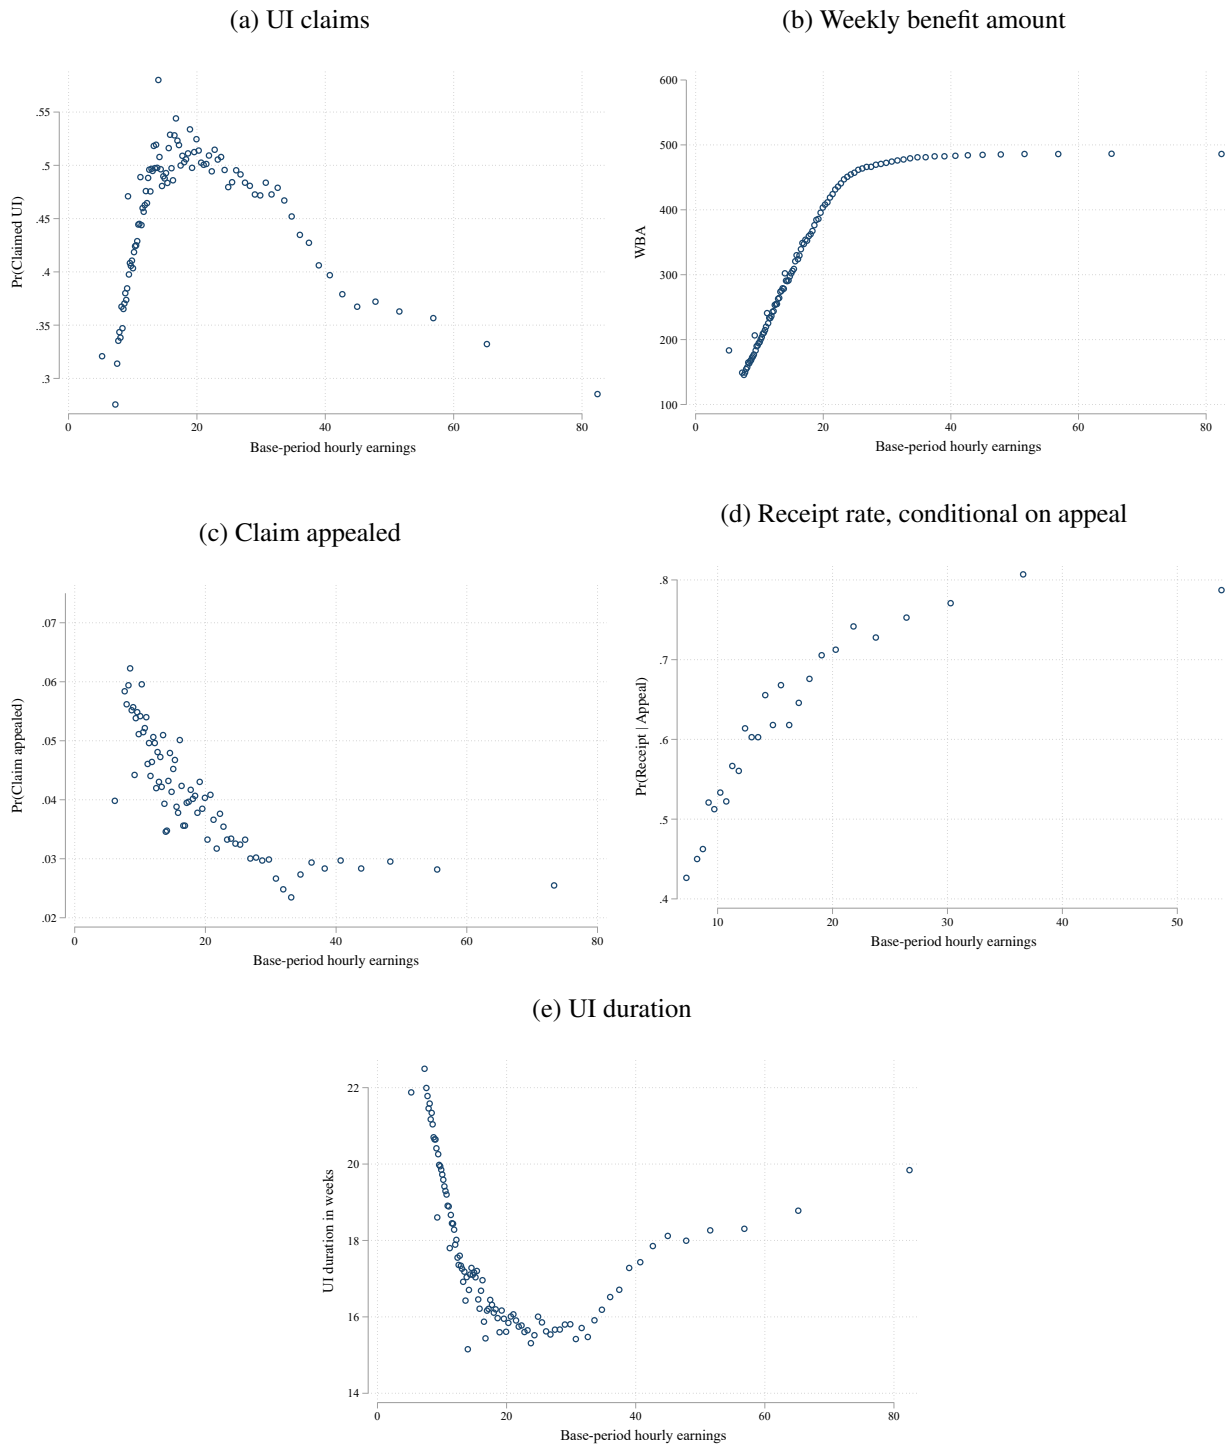 (a) UI claims
Pr(Claimed UI)
.55
.5
.45
.4
.35
.3
0 20 40 60 80
Base-period hourly earnings
(b) Weekly benefit amount
WBA
600
500
400
300
200
100
0 20 40 60 80
Base-period hourly earnings
(c) Claim appealed
Pr(Claim appealed)
.07
.06
.05
.04
.03
.02
0 20 40 60 80
Base-period hourly earnings
(d) Receipt rate, conditional on appeal
Pr(Receipt | Appeal)
.8
.7
.6
.5
.4
10 20 30 40 50
Base-period hourly earnings
(e) UI duration
UI duration in weeks
22
20
18
16
14
0 20 40 60 80
Base-period hourly earnings